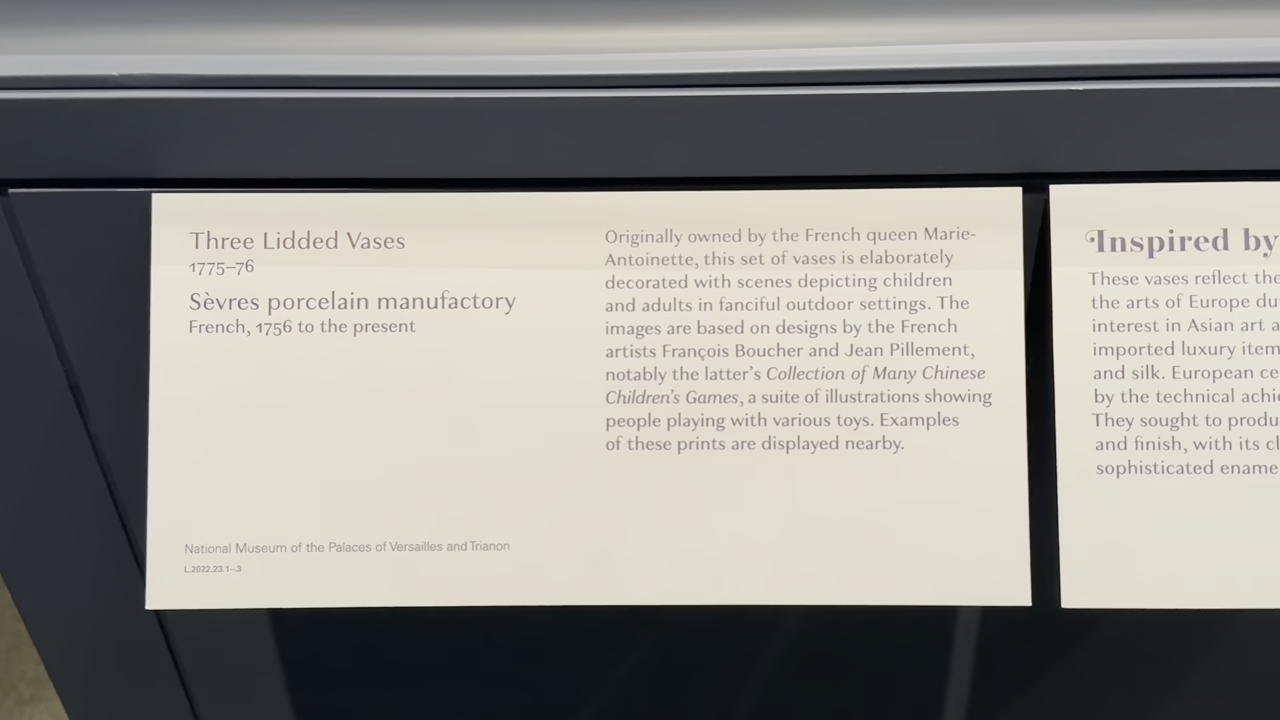 Three Lidded Vases
1775–76
Sèvres porcelain manufactory
French, 1756 to the present
National Museum of the Palaces of Versailles and Trianon
L.2022.23.1–.3
Originally owned by the French queen Marie-
Antoinette, this set of vases is elaborately
decorated with scenes depicting children
and adults in fanciful outdoor settings. The
images are based on designs by the French
artists François Boucher and Jean Pillement,
notably the latter's Collection of Many Chinese
Children's Games, a suite of illustrations showing
people playing with various toys. Examples
of these prints are displayed nearby.
Inspired by
These vases reflect the
the arts of Europe du
interest in Asian art a
imported luxury item
and silk. European ce
by the technical achi
They sought to produ
and finish, with its cl
sophisticated ename